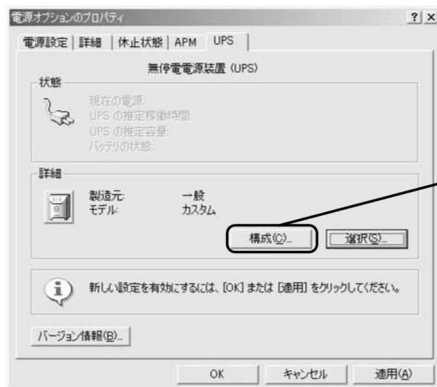 電源オプションのプロパティ
? ×
電源設定 詳細 休止状態 APM UPS
無停電電源装置 (UPS)
状態
現在の電源:
UPS の推定稼働時間:
UPS の推定容量:
バッテリの状態:
詳細
製造元: 一般
モデル: カスタム
構成(C)... 選択(S)...
新しい設定を有効にするには、[OK] または [適用] をクリックしてください。
バージョン情報(B)...
OK キャンセル 適用(A)